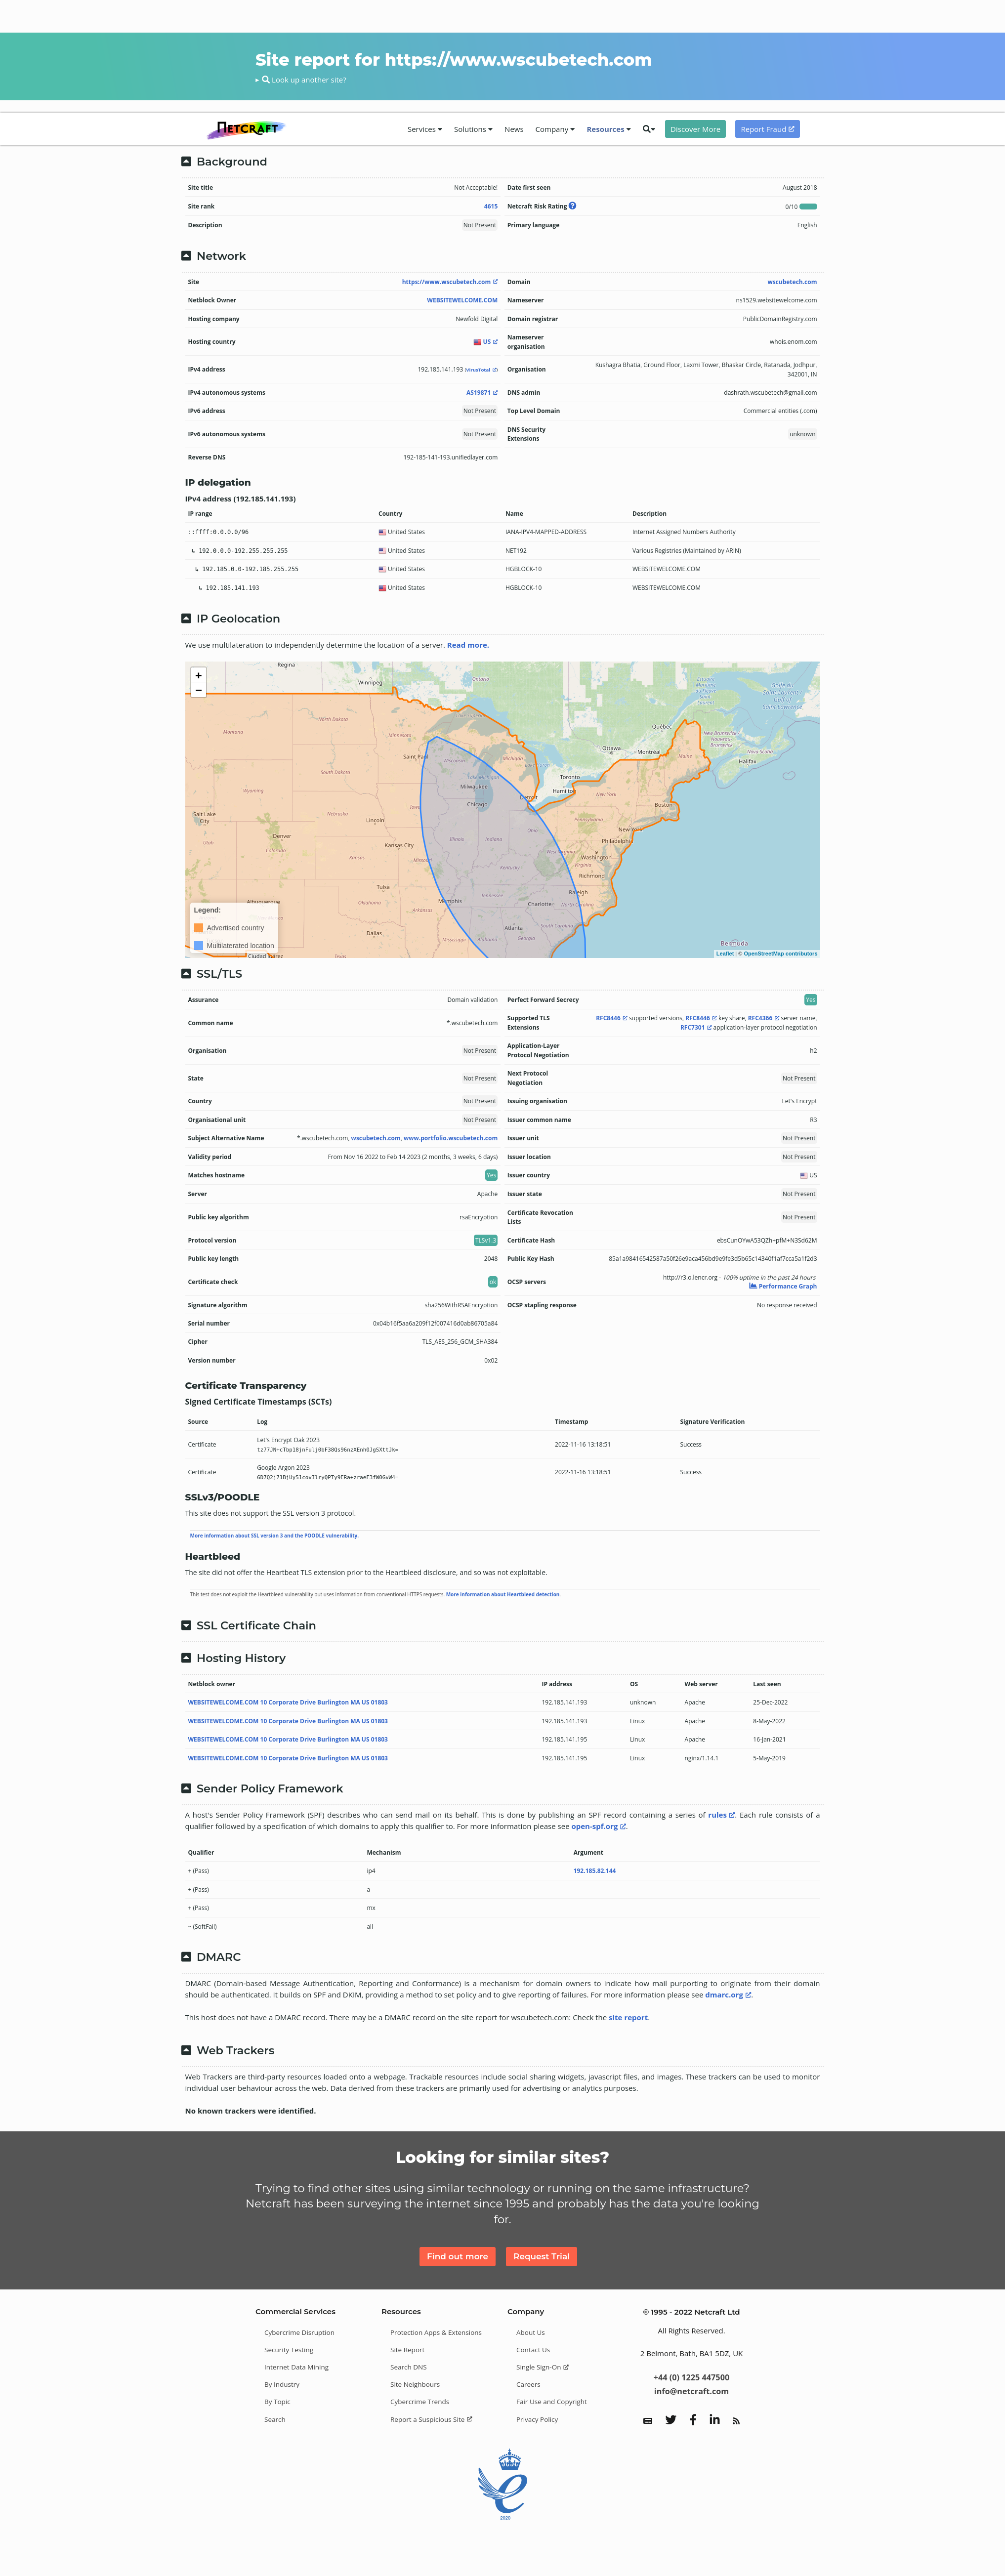 Site report for https://www.wscubetech.com
▸ Look up another site?
NETCRAFT
Services Solutions News Company Resources Discover More Report Fraud
Background
Site title Not Acceptable! Date first seen August 2018
Site rank 4615 Netcraft Risk Rating 0/10
Description Not Present Primary language English
Network
Site https://www.wscubetech.com Domain wscubetech.com
Netblock Owner WEBSITEWELCOME.COM Nameserver ns1529.websitewelcome.com
Hosting company Newfold Digital Domain registrar PublicDomainRegistry.com
Hosting country US Nameserver organisation whois.enom.com
IPv4 address 192.185.141.193 (VirusTotal) Organisation Kushagra Bhatia, Ground Floor, Laxmi Tower, Bhaskar Circle, Ratanada, Jodhpur, 342001, IN
IPv4 autonomous systems AS19871 DNS admin dashrath.wscubetech@gmail.com
IPv6 address Not Present Top Level Domain Commercial entities (.com)
IPv6 autonomous systems Not Present DNS Security Extensions unknown
Reverse DNS 192-185-141-193.unifiedlayer.com
IP delegation
IPv4 address (192.185.141.193)
IP range Country Name Description
::ffff:0.0.0.0/96 United States IANA-IPV4-MAPPED-ADDRESS Internet Assigned Numbers Authority
↳ 192.0.0.0-192.255.255.255 United States NET192 Various Registries (Maintained by ARIN)
↳ 192.185.0.0-192.185.255.255 United States HGBLOCK-10 WEBSITEWELCOME.COM
↳ 192.185.141.193 United States HGBLOCK-10 WEBSITEWELCOME.COM
IP Geolocation
We use multilateration to independently determine the location of a server. Read more.
+
−
Regina
Winnipeg
Ontario
Québec
North Dakota
Montana
Minnesota
Ottawa
Montréal
Halifax
Saint Paul
Michigan
Toronto
South Dakota
Wisconsin
Milwaukee
Hamilton
Detroit
Wyoming
Chicago
New York
Boston
Salt Lake City
Lincoln
Nebraska
Iowa
Denver
Pennsylvania
New York
Philadelphia
Utah
Colorado
Kansas City
Kansas
Missouri
Illinois
Indiana
Ohio
West Virginia
Washington
Virginia
Richmond
Kentucky
Tulsa
Raleigh
Oklahoma
Arkansas
Memphis
Tennessee
Charlotte
North Carolina
Albuquerque
Atlanta
South Carolina
Dallas
Mississippi
Alabama
Georgia
Bermuda
Legend:
Advertised country
Multilaterated location
Ciudad Juárez
Texas
Leaflet | © OpenStreetMap contributors
SSL/TLS
Assurance Domain validation Perfect Forward Secrecy Yes
Common name *.wscubetech.com Supported TLS Extensions RFC8446 supported versions, RFC8446 key share, RFC4366 server name, RFC7301 application-layer protocol negotiation
Organisation Not Present Application-Layer Protocol Negotiation h2
State Not Present Next Protocol Negotiation Not Present
Country Not Present Issuing organisation Let's Encrypt
Organisational unit Not Present Issuer common name R3
Subject Alternative Name *.wscubetech.com, wscubetech.com, www.portfolio.wscubetech.com Issuer unit Not Present
Validity period From Nov 16 2022 to Feb 14 2023 (2 months, 3 weeks, 6 days) Issuer location Not Present
Matches hostname Yes Issuer country US
Server Apache Issuer state Not Present
Public key algorithm rsaEncryption Certificate Revocation Lists Not Present
Protocol version TLSv1.3 Certificate Hash ebsCunOYwA53QZh+pfM+N3Sd62M
Public key length 2048 Public Key Hash 85a1a98416542587a50f26e9aca456bd9e9fe3d5b65c14340f1af7cca5a1f2d3
Certificate check ok OCSP servers http://r3.o.lencr.org - 100% uptime in the past 24 hours Performance Graph
Signature algorithm sha256WithRSAEncryption OCSP stapling response No response received
Serial number 0x04b16f5aa6a209f12f007416d0ab86705a84
Cipher TLS_AES_256_GCM_SHA384
Version number 0x02
Certificate Transparency
Signed Certificate Timestamps (SCTs)
Source Log Timestamp Signature Verification
Certificate Let's Encrypt Oak 2023 tz77JN+cTbp18jnFulj0bF38Qs96nzXEnh0JgSXttJk= 2022-11-16 13:18:51 Success
Certificate Google Argon 2023 6D7Q2j71BjUy51covIlryQPTy9ERa+zraeF3fW0GvW4= 2022-11-16 13:18:51 Success
SSLv3/POODLE
This site does not support the SSL version 3 protocol.
More information about SSL version 3 and the POODLE vulnerability.
Heartbleed
The site did not offer the Heartbeat TLS extension prior to the Heartbleed disclosure, and so was not exploitable.
This test does not exploit the Heartbleed vulnerability but uses information from conventional HTTPS requests. More information about Heartbleed detection.
SSL Certificate Chain
Hosting History
Netblock owner IP address OS Web server Last seen
WEBSITEWELCOME.COM 10 Corporate Drive Burlington MA US 01803 192.185.141.193 unknown Apache 25-Dec-2022
WEBSITEWELCOME.COM 10 Corporate Drive Burlington MA US 01803 192.185.141.193 Linux Apache 8-May-2022
WEBSITEWELCOME.COM 10 Corporate Drive Burlington MA US 01803 192.185.141.195 Linux Apache 16-Jan-2021
WEBSITEWELCOME.COM 10 Corporate Drive Burlington MA US 01803 192.185.141.195 Linux nginx/1.14.1 5-May-2019
Sender Policy Framework
A host's Sender Policy Framework (SPF) describes who can send mail on its behalf. This is done by publishing an SPF record containing a series of rules. Each rule consists of a
qualifier followed by a specification of which domains to apply this qualifier to. For more information please see open-spf.org.
Qualifier Mechanism Argument
+ (Pass) ip4 192.185.82.144
+ (Pass) a
+ (Pass) mx
~ (SoftFail) all
DMARC
DMARC (Domain-based Message Authentication, Reporting and Conformance) is a mechanism for domain owners to indicate how mail purporting to originate from their domain
should be authenticated. It builds on SPF and DKIM, providing a method to set policy and to give reporting of failures. For more information please see dmarc.org.
This host does not have a DMARC record. There may be a DMARC record on the site report for wscubetech.com: Check the site report.
Web Trackers
Web Trackers are third-party resources loaded onto a webpage. Trackable resources include social sharing widgets, javascript files, and images. These trackers can be used to monitor
individual user behaviour across the web. Data derived from these trackers are primarily used for advertising or analytics purposes.
No known trackers were identified.
Looking for similar sites?
Trying to find other sites using similar technology or running on the same infrastructure?
Netcraft has been surveying the internet since 1995 and probably has the data you're looking
for.
Find out more Request Trial
Commercial Services
Cybercrime Disruption
Security Testing
Internet Data Mining
By Industry
By Topic
Search
Resources
Protection Apps & Extensions
Site Report
Search DNS
Site Neighbours
Cybercrime Trends
Report a Suspicious Site
Company
About Us
Contact Us
Single Sign-On
Careers
Fair Use and Copyright
Privacy Policy
© 1995 - 2022 Netcraft Ltd
All Rights Reserved.
2 Belmont, Bath, BA1 5DZ, UK
+44 (0) 1225 447500
info@netcraft.com
2020